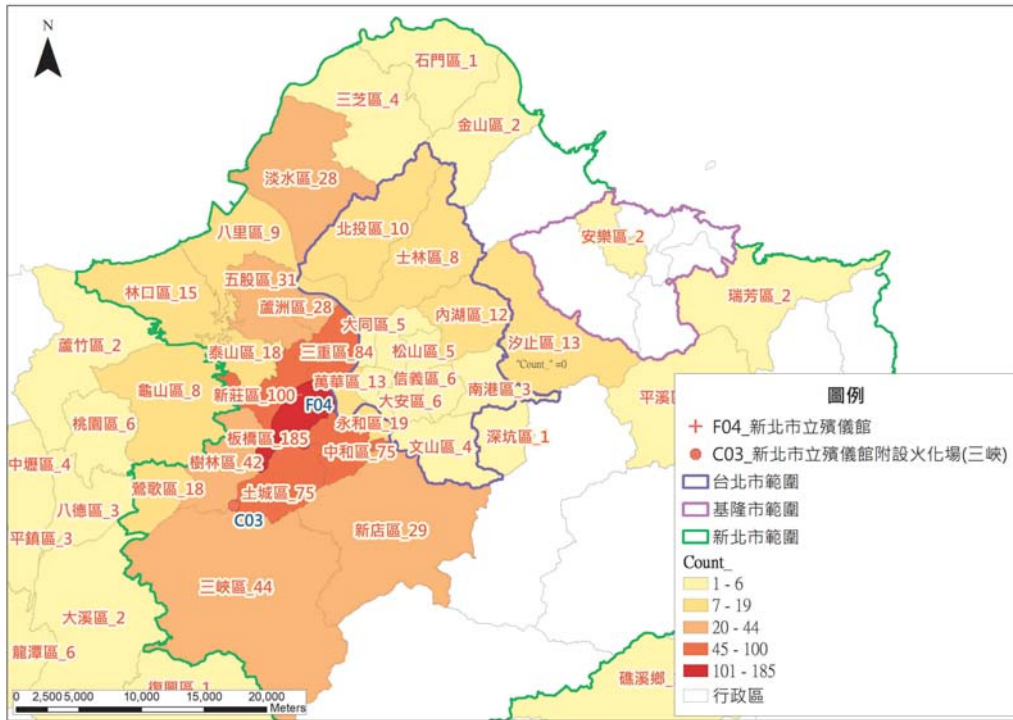 N
石門區_1
三芝區_4
金山區_2
淡水區_28
北投區_10
安樂區_2
八里區_9
士林區_8
五股區_31
林口區_15
瑞芳區_2
蘆洲區_28
內湖區_12
大同區_5
汐止區_13
蘆竹區_2
松山區_5
泰山區_18
三重區_84
"Count_" =0
萬華區_13
信義區_6
龜山區_8
新莊區_100
南港區_3
平溪區
F04
大安區_6
桃園區_6
永和區_19
板橋區_185
深坑區_1
中和區_75
文山區_4
樹林區_42
中壢區_4
鶯歌區_18
土城區_75
八德區_3
C03
新店區_29
平鎮區_3
三峽區_44
大溪區_2
龍潭區_6
復興區_1
礁溪鄉
圖例
F04_新北市立殯儀館
C03_新北市立殯儀館附設火化場(三峽)
台北市範圍
基隆市範圍
新北市範圍
Count_
1 - 6
7 - 19
20 - 44
45 - 100
101 - 185
行政區
0 2,500 5,000 10,000 15,000 20,000
Meters